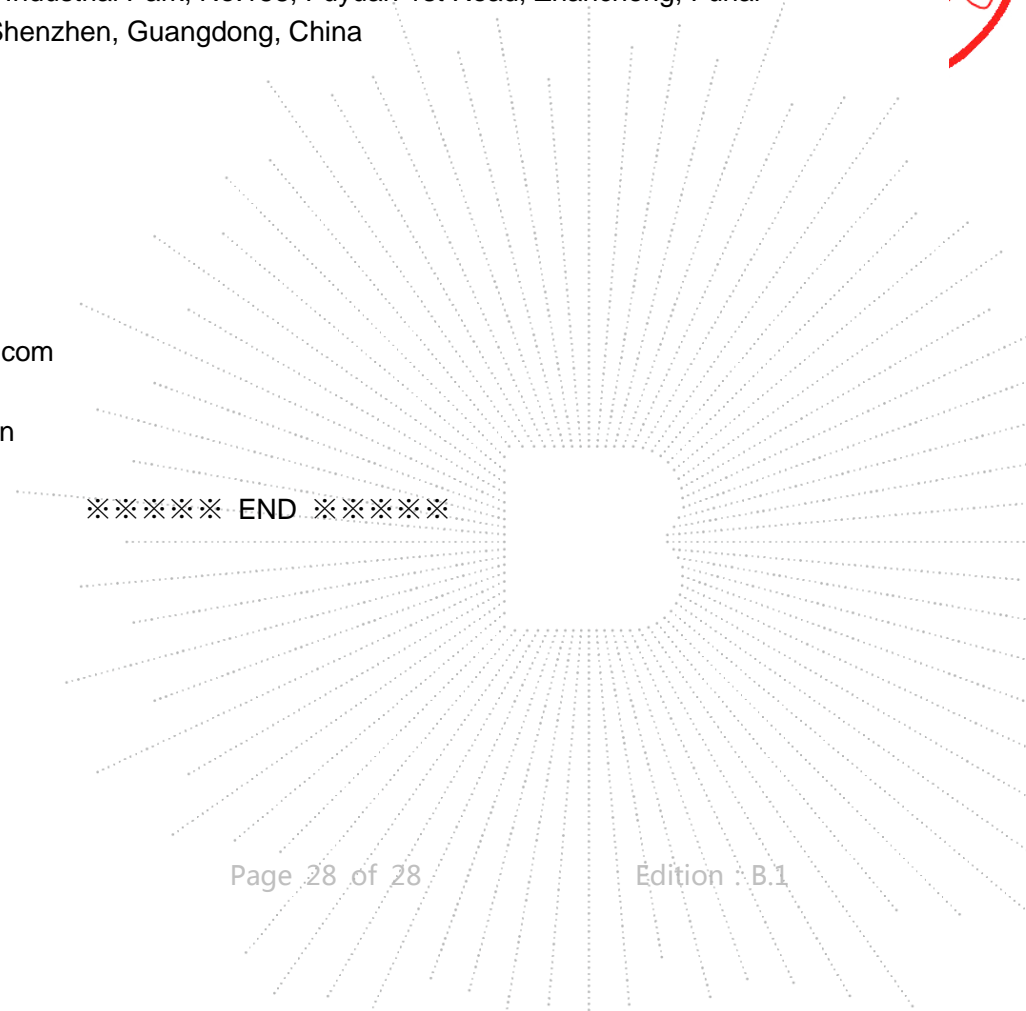 Shenzhen, Guangdong, China
com
n
※※※※※ END ※※※※※
Page 28 of 28 Edition : B.1